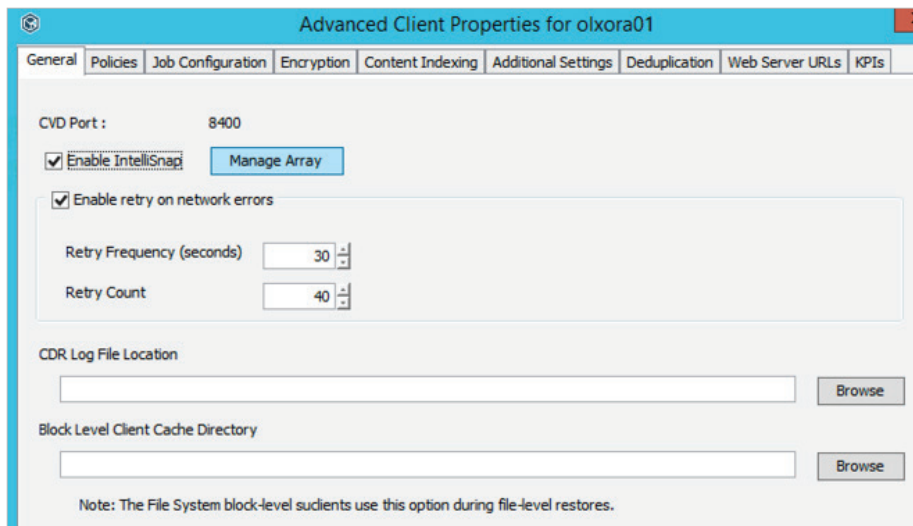 Advanced Client Properties for olxora01
General Policies Job Configuration Encryption Content Indexing Additional Settings Deduplication Web Server URLs KPIs
CVD Port : 8400
Enable IntelliSnap Manage Array
Enable retry on network errors
Retry Frequency (seconds) 30
Retry Count 40
CDR Log File Location
Browse
Block Level Client Cache Directory
Browse
Note: The File System block-level suclients use this option during file-level restores.